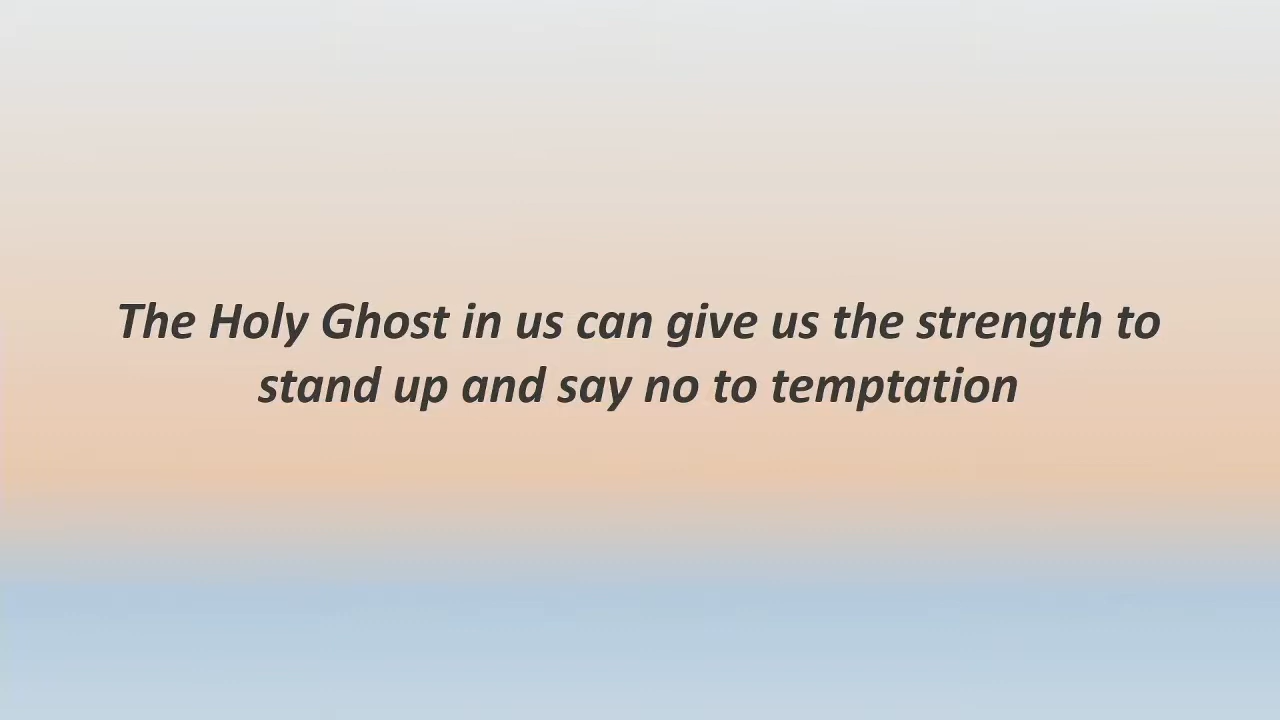 The Holy Ghost in us can give us the strength to
stand up and say no to temptation